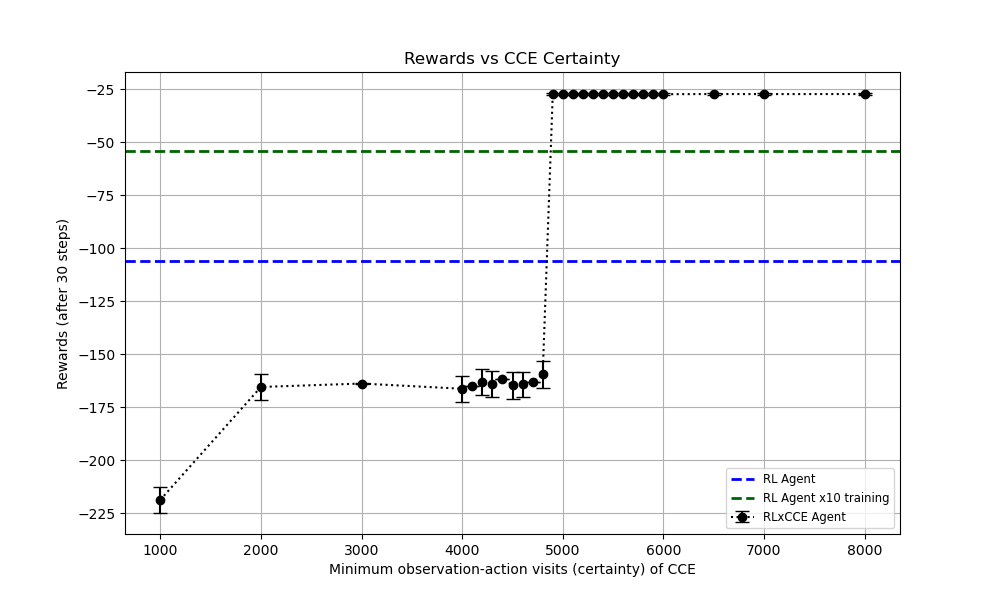 Rewards vs CCE Certainty
Rewards (after 30 steps)
−25
−50
−75
−100
−125
−150
−175
−200
−225
RL Agent
RL Agent x10 training
RLxCCE Agent
1000 2000 3000 4000 5000 6000 7000 8000
Minimum observation-action visits (certainty) of CCE